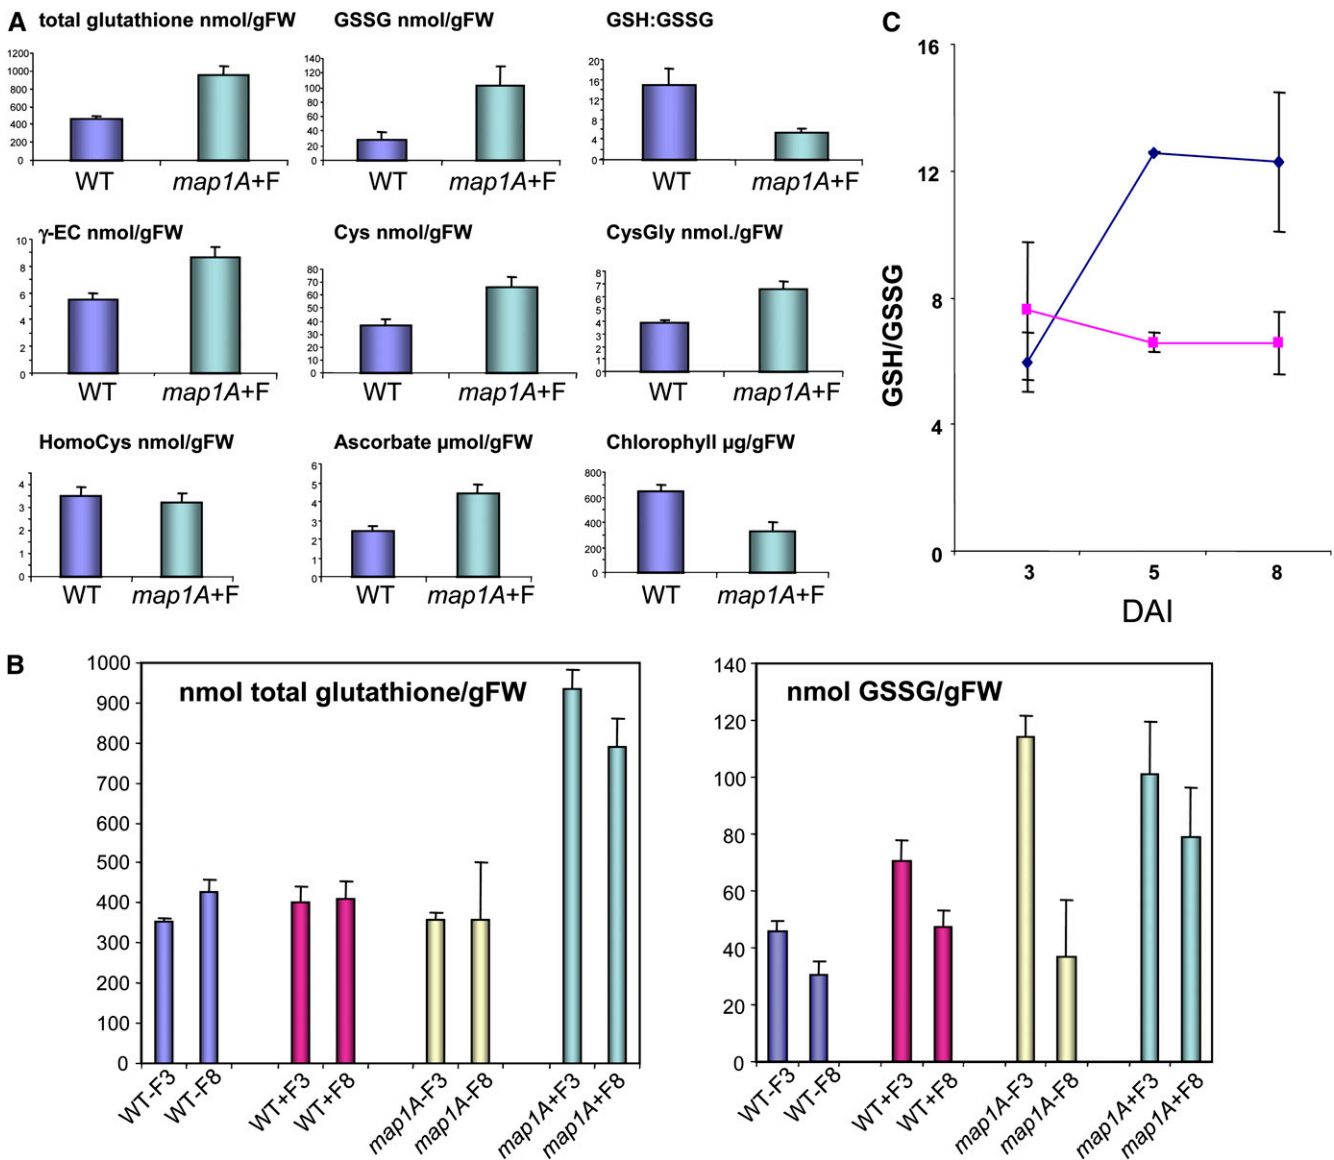 A
total glutathione nmol/gFW
GSSG nmol/gFW
GSH:GSSG
1200
1000
800
600
400
200
0
WT
map1A+F
140
120
100
80
60
40
20
0
WT
map1A+F
20
16
12
8
4
0
WT
map1A+F
γ-EC nmol/gFW
Cys nmol/gFW
CysGly nmol./gFW
10
8
6
4
2
0
WT
map1A+F
80
70
60
50
40
30
20
10
0
WT
map1A+F
8
7
6
5
4
3
2
1
0
WT
map1A+F
HomoCys nmol/gFW
Ascorbate µmol/gFW
Chlorophyll µg/gFW
4
3
2
1
0
WT
map1A+F
6
5
4
3
2
1
0
WT
map1A+F
800
600
400
200
0
WT
map1A+F
C
16
12
8
4
0
GSH/GSSG
3
5
8
DAI
B
nmol total glutathione/gFW
1000
900
800
700
600
500
400
300
200
100
0
WT-F3
WT-F8
WT+F3
WT+F8
map1A-F3
map1A-F8
map1A+F3
map1A+F8
nmol GSSG/gFW
140
120
100
80
60
40
20
0
WT-F3
WT-F8
WT+F3
WT+F8
map1A-F3
map1A-F8
map1A+F3
map1A+F8